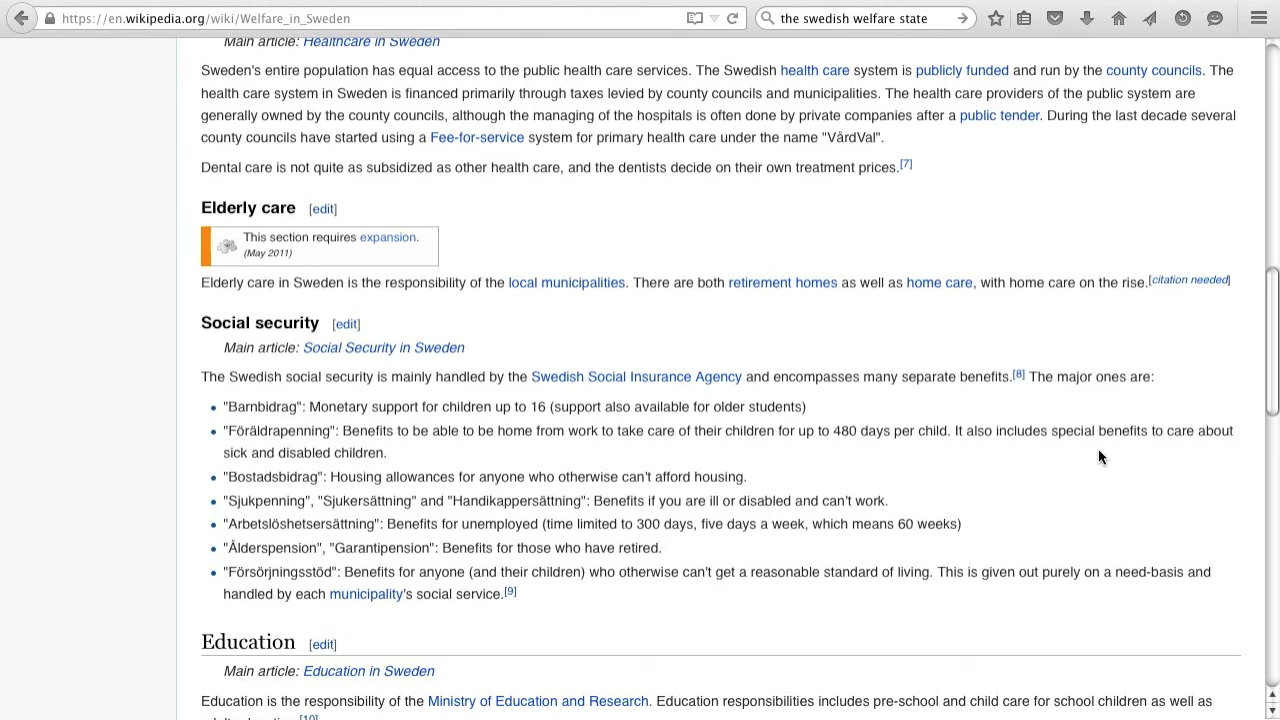 https://en.wikipedia.org/wiki/Welfare_in_Sweden
the swedish welfare state
Main article: Healthcare in Sweden
Sweden's entire population has equal access to the public health care services. The Swedish health care system is publicly funded and run by the county councils. The
health care system in Sweden is financed primarily through taxes levied by county councils and municipalities. The health care providers of the public system are
generally owned by the county councils, although the managing of the hospitals is often done by private companies after a public tender. During the last decade several
county councils have started using a Fee-for-service system for primary health care under the name "VårdVal".
Dental care is not quite as subsidized as other health care, and the dentists decide on their own treatment prices.[7]
Elderly care [edit]
This section requires expansion.
(May 2011)
Elderly care in Sweden is the responsibility of the local municipalities. There are both retirement homes as well as home care, with home care on the rise.[citation needed]
Social security [edit]
Main article: Social Security in Sweden
The Swedish social security is mainly handled by the Swedish Social Insurance Agency and encompasses many separate benefits.[8] The major ones are:
• "Barnbidrag": Monetary support for children up to 16 (support also available for older students)
• "Föräldrapenning": Benefits to be able to be home from work to take care of their children for up to 480 days per child. It also includes special benefits to care about
sick and disabled children.
• "Bostadsbidrag": Housing allowances for anyone who otherwise can't afford housing.
• "Sjukpenning", "Sjukersättning" and "Handikappersättning": Benefits if you are ill or disabled and can't work.
• "Arbetslöshetsersättning": Benefits for unemployed (time limited to 300 days, five days a week, which means 60 weeks)
• "Ålderspension", "Garantipension": Benefits for those who have retired.
• "Försörjningsstöd": Benefits for anyone (and their children) who otherwise can't get a reasonable standard of living. This is given out purely on a need-basis and
handled by each municipality's social service.[9]
Education [edit]
Main article: Education in Sweden
Education is the responsibility of the Ministry of Education and Research. Education responsibilities includes pre-school and child care for school children as well as
[10]